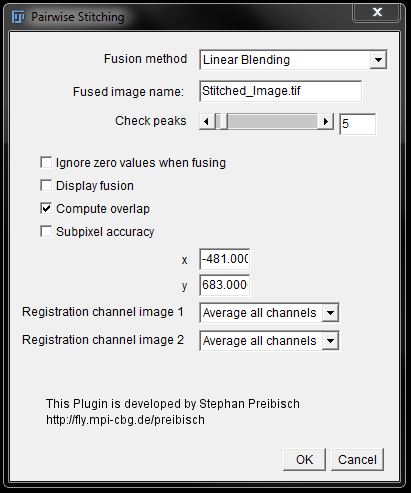 Pairwise Stitching
Fusion method Linear Blending
Fused image name: Stitched_Image.tif
Check peaks 5
Ignore zero values when fusing
Display fusion
Compute overlap
Subpixel accuracy
x -481.000
y 683.000
Registration channel image 1 Average all channels
Registration channel image 2 Average all channels
This Plugin is developed by Stephan Preibisch
http://fly.mpi-cbg.de/preibisch
OK Cancel